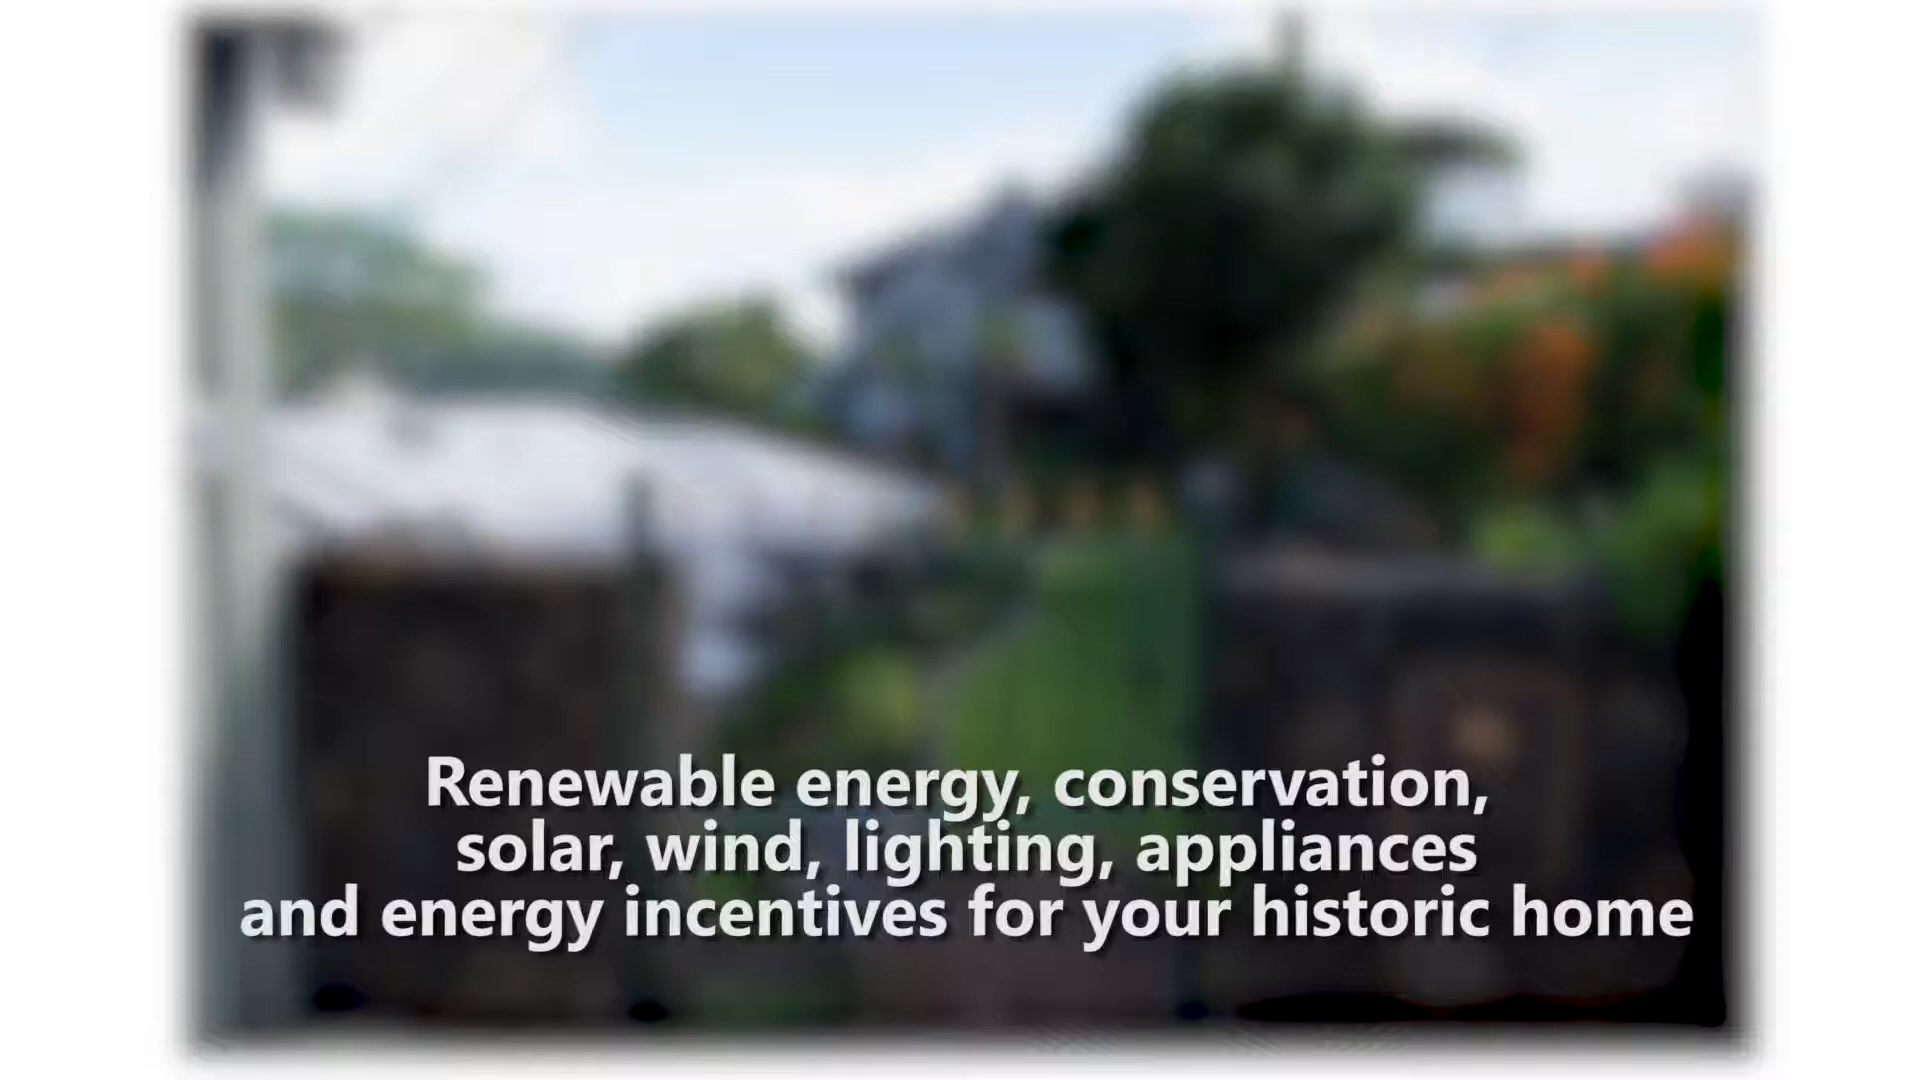 Renewable energy, conservation,
solar, wind, lighting, appliances
and energy incentives for your historic home